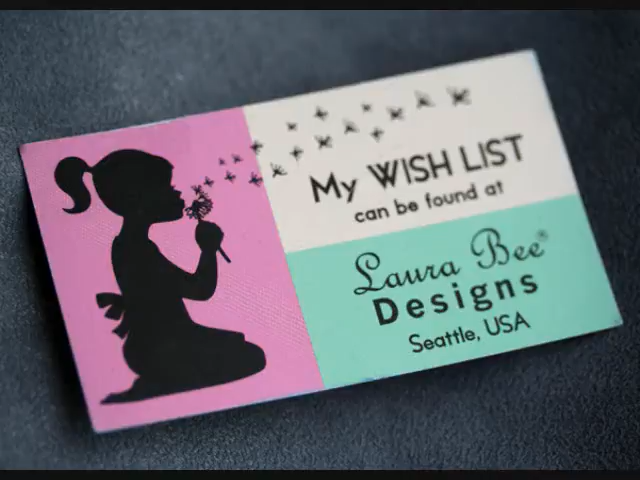 My WISH LIST
can be found at
Laura Bee®
Designs
Seattle, USA